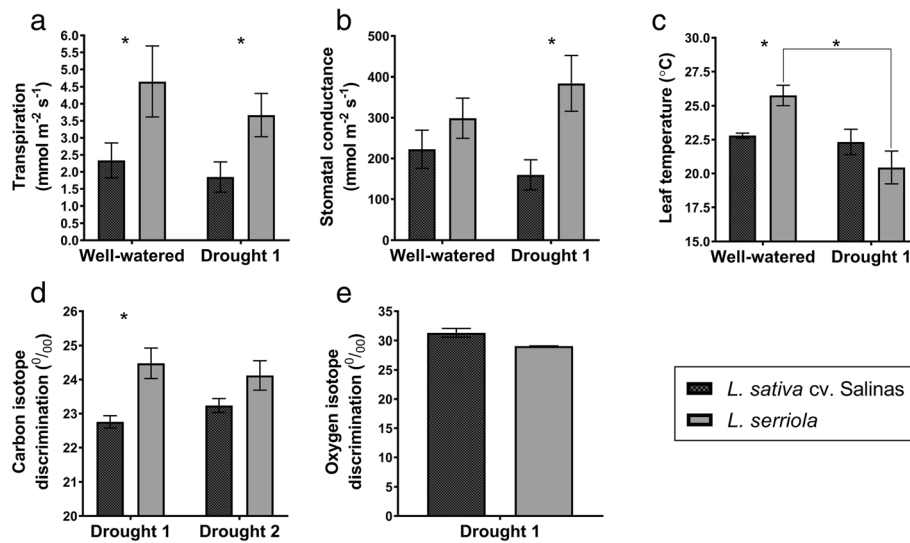 a
Transpiration
(mmol m-2 s-1)
6.0
5.5
5.0
4.5
4.0
3.5
3.0
2.5
2.0
1.5
1.0
0.5
0.0
*
*
Well-watered
Drought 1
b
Stomatal conductance
(mmol m-2 s-1)
500
400
300
200
100
0
*
Well-watered
Drought 1
c
Leaf temperature (°C)
30.0
27.5
25.0
22.5
20.0
17.5
15.0
*
*
Well-watered
Drought 1
d
Carbon isotope
discrimination (0/00)
26
25
24
23
22
21
20
*
Drought 1
Drought 2
e
Oxygen isotope
discrimination (0/00)
35
30
25
20
15
10
5
0
Drought 1
L. sativa cv. Salinas
L. serriola